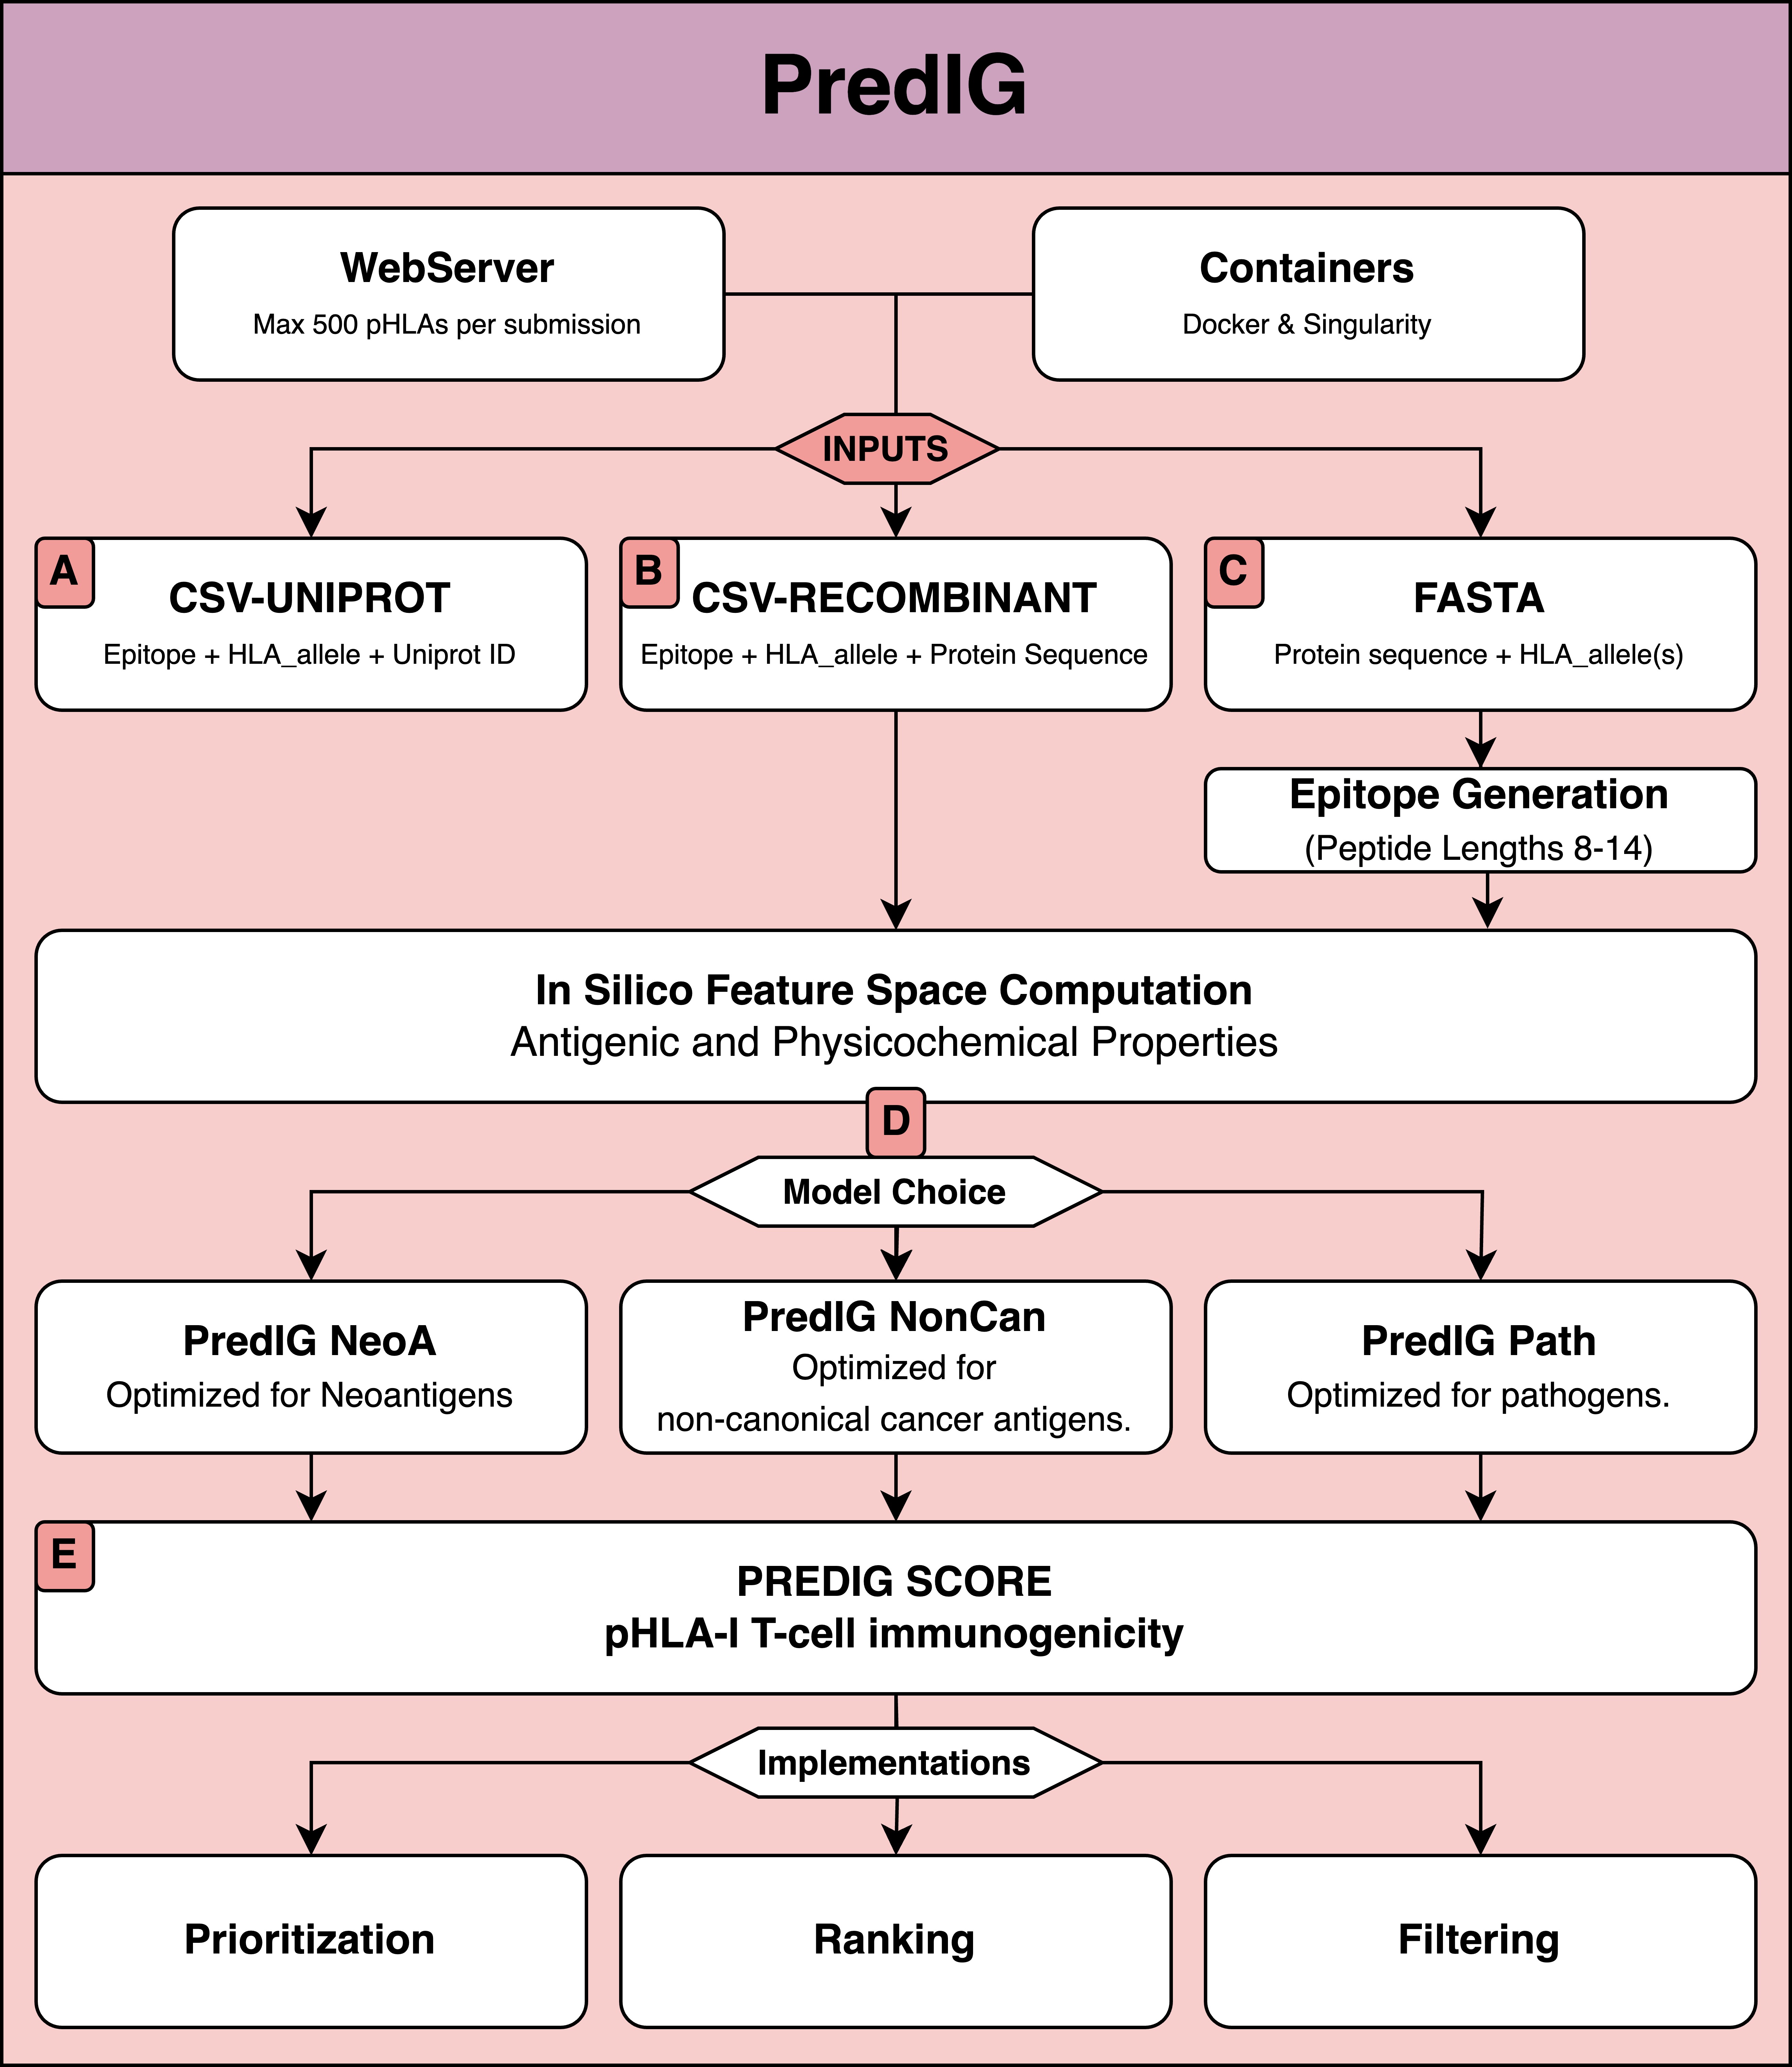 PredIG
WebServer
Max 500 pHLAs per submission
Containers
Docker & Singularity
INPUTS
A
CSV-UNIPROT
Epitope + HLA_allele + Uniprot ID
B
CSV-RECOMBINANT
Epitope + HLA_allele + Protein Sequence
C
FASTA
Protein sequence + HLA_allele(s)
Epitope Generation
(Peptide Lengths 8-14)
In Silico Feature Space Computation
Antigenic and Physicochemical Properties
D
Model Choice
PredIG NeoA
Optimized for Neoantigens
PredIG NonCan
Optimized for
non-canonical cancer antigens.
PredIG Path
Optimized for pathogens.
E
PREDIG SCORE
pHLA-I T-cell immunogenicity
Implementations
Prioritization
Ranking
Filtering